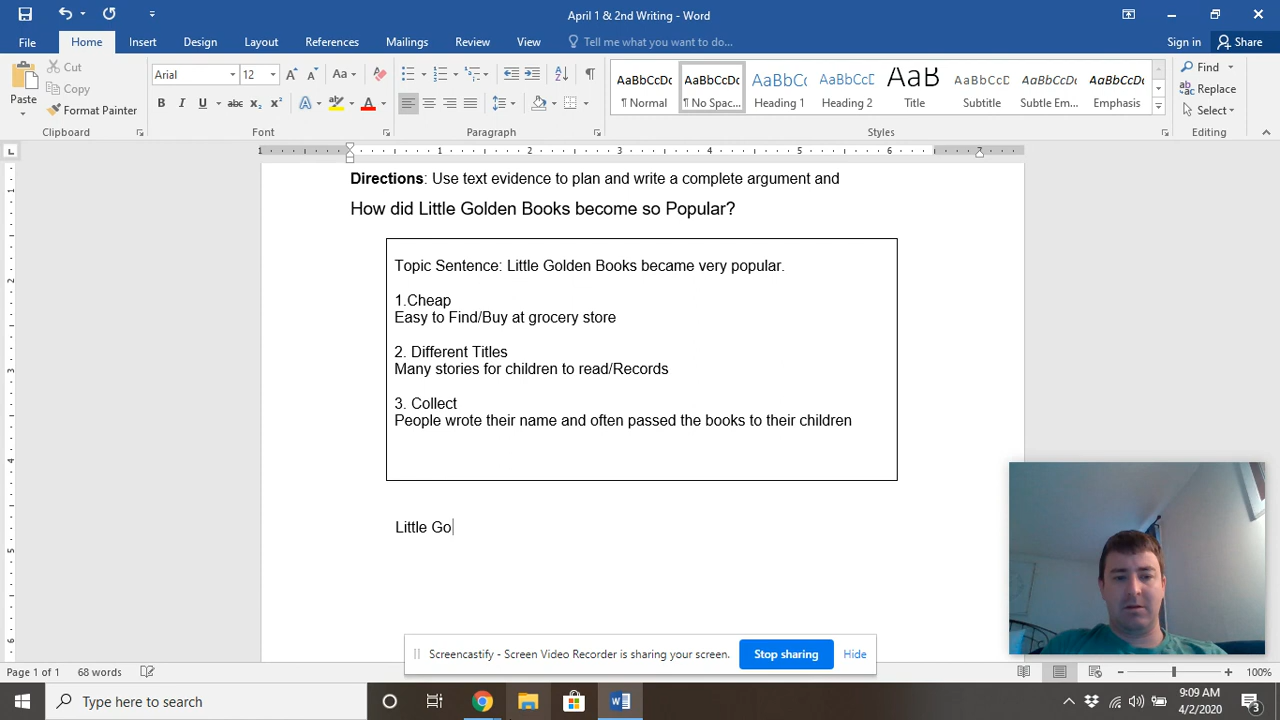 April 1 & 2nd Writing - Word
File Home Insert Design Layout References Mailings Review View Tell me what you want to do... Sign in Share
Paste Cut Copy Format Painter
Arial 12
AaBbCcDc AaBbCcDc AaBbCc AaBbCcDc AaB AaBbCcDc AaBbCcDc AaBbCcDc
¶ Normal ¶ No Spac... Heading Heading 2 Title Subtitle Subtle Em... Emphasis
Find Replace Select
Clipboard Font Paragraph Styles Editing
Directions: Use text evidence to plan and write a complete argument and
How did Little Golden Books become so Popular?
Topic Sentence: Little Golden Books became very popular.
1.Cheap
Easy to Find/Buy at grocery store
2. Different Titles
Many stories for children to read/Records
3. Collect
People wrote their name and often passed the books to their children
Little Go
Screencastify - Screen Video Recorder is sharing your screen. Stop sharing Hide
Page 1 of 1 68 words 100%
Type here to search
9:09 AM
4/2/2020
3